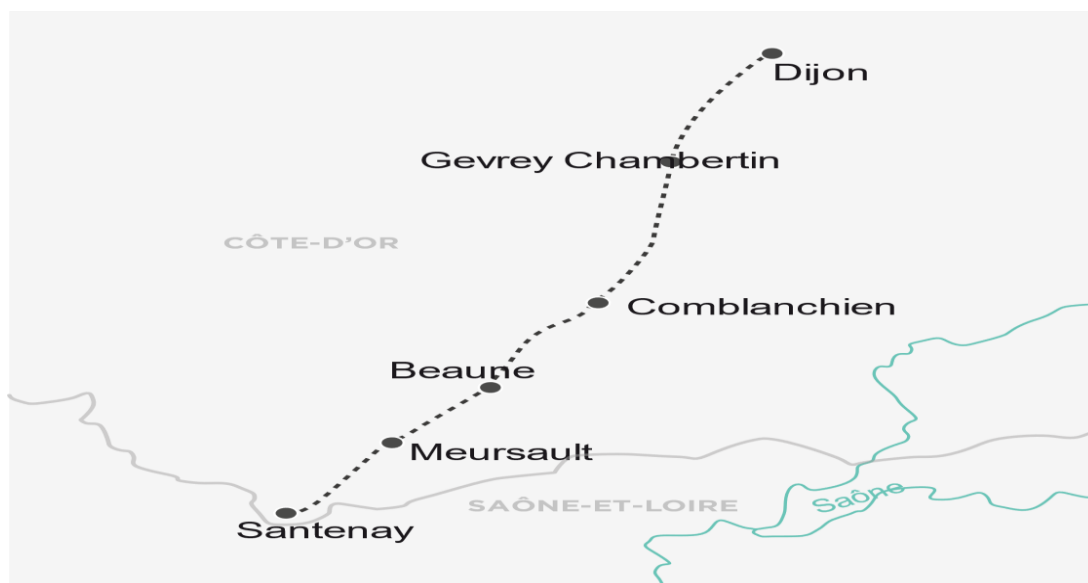 Dijon
Gevrey Chambertin
CÔTE-D'OR
Comblanchien
Beaune
Meursault
Saône
SAÔNE-ET-LOIRE
Santenay